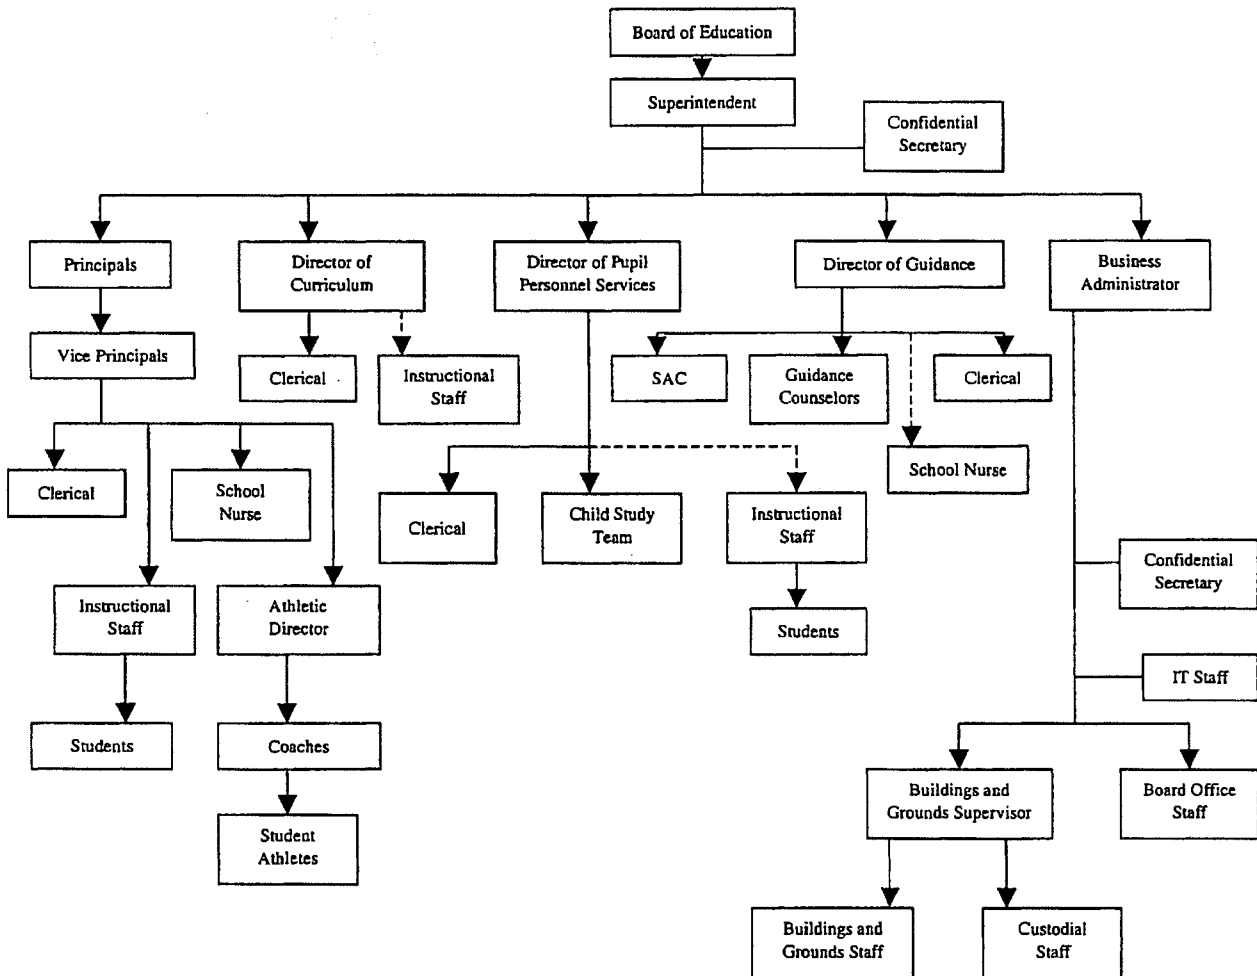 Board of Education
Superintendent
Confidential
Secretary
Principals
Director of
Curriculum
Director of Pupil
Personnel Services
Director of Guidance
Business
Administrator
Vice Principals
Clerical
Instructional
Staff
SAC
Guidance
Counselors
Clerical
Clerical
School
Nurse
Clerical
Child Study
Team
Instructional
Staff
School Nurse
Confidential
Secretary
Instructional
Staff
Athletic
Director
Students
IT Staff
Students
Coaches
Buildings and
Grounds Supervisor
Board Office
Staff
Student
Athletes
Buildings and
Grounds Staff
Custodial
Staff